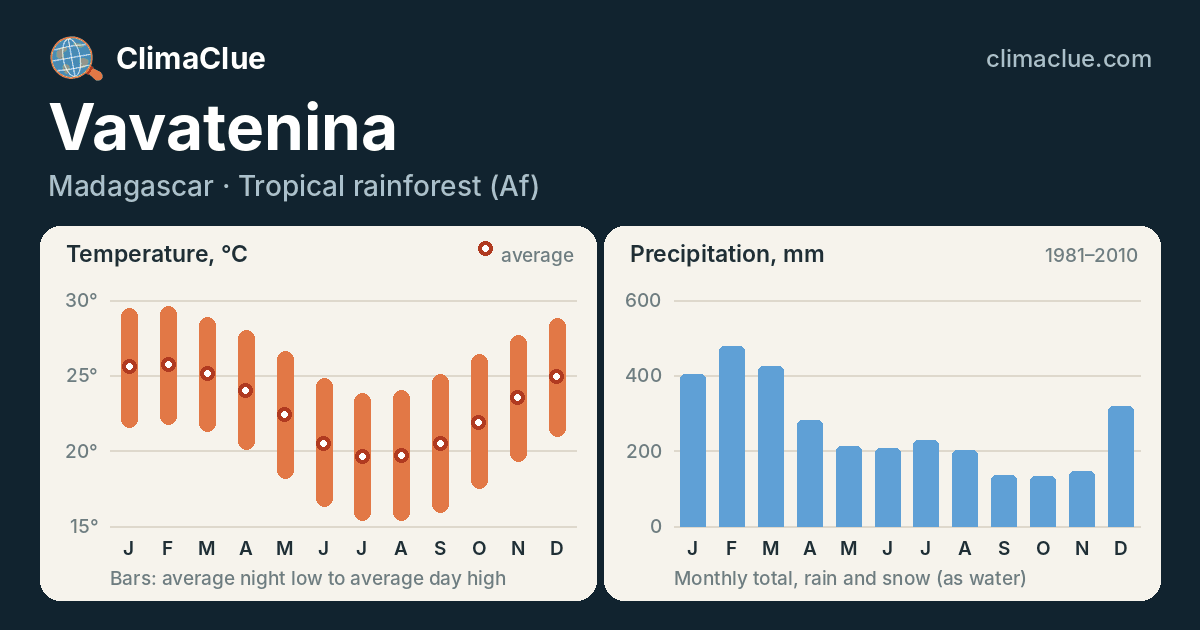 ClimaClue
climaclue.com
Vavatenina
Madagascar · Tropical rainforest (Af)
Temperature, °C
average
30°
25°
20°
15°
J F M A M J J A S O N D
Bars: average night low to average day high
Precipitation, mm
1981–2010
600
400
200
0
J F M A M J J A S O N D
Monthly total, rain and snow (as water)